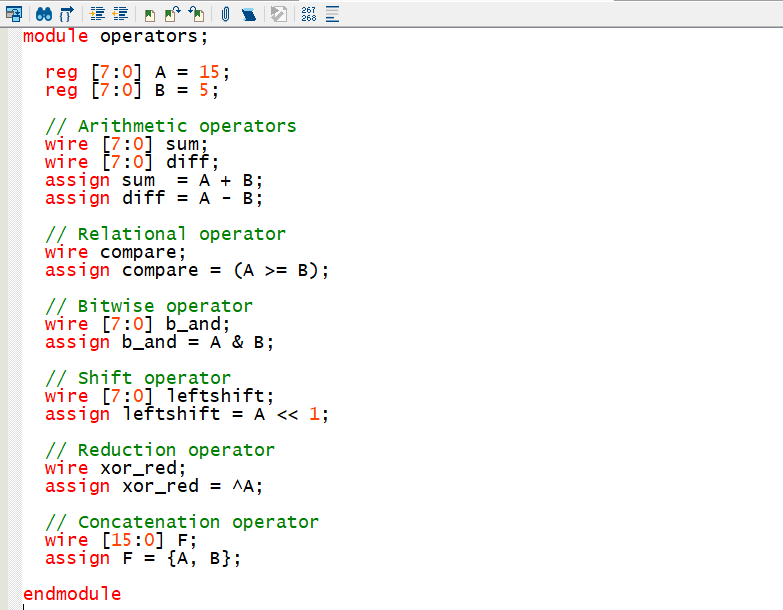 267
268
module operators;
reg [7:0] A = 15;
reg [7:0] B = 5;
// Arithmetic operators
wire [7:0] sum;
wire [7:0] diff;
assign sum  = A + B;
assign diff = A - B;
// Relational operator
wire compare;
assign compare = (A >= B);
// Bitwise operator
wire [7:0] b_and;
assign b_and = A & B;
// Shift operator
wire [7:0] leftshift;
assign leftshift = A << 1;
// Reduction operator
wire xor_red;
assign xor_red = ^A;
// Concatenation operator
wire [15:0] F;
assign F = {A, B};
endmodule